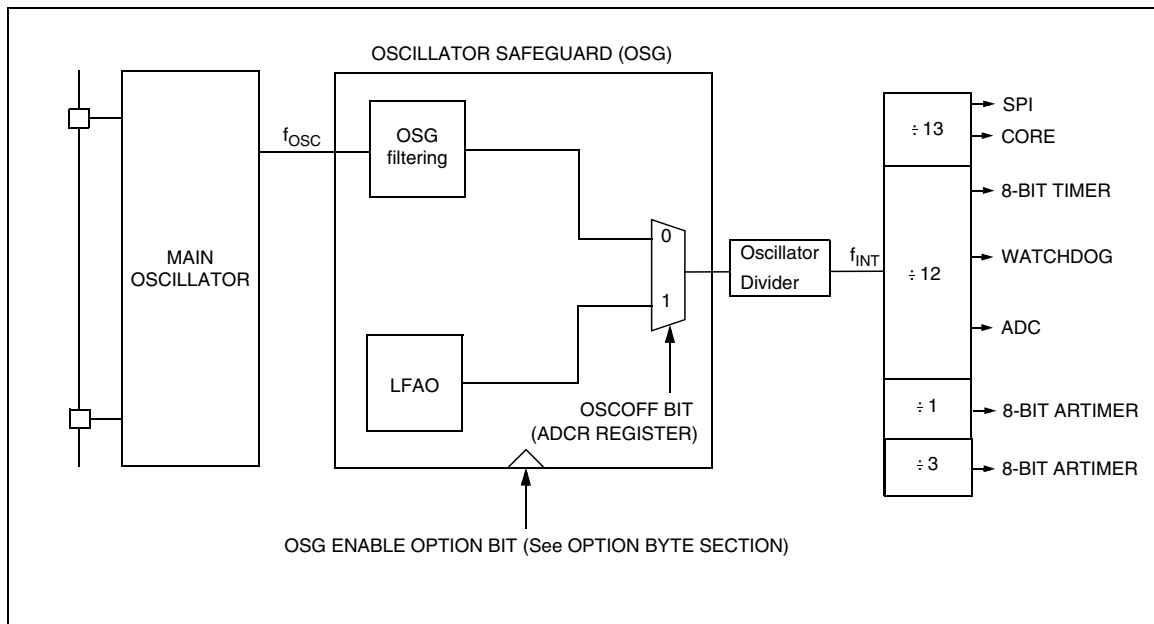 OSCILLATOR SAFEGUARD (OSG)
MAIN
OSCILLATOR
fOSC
OSG
filtering
LFAO
0
1
OSCOFF BIT
(ADCR REGISTER)
OSG ENABLE OPTION BIT (See OPTION BYTE SECTION)
Oscillator
Divider
fINT
÷ 13
÷ 12
÷ 1
÷ 3
SPI
CORE
8-BIT TIMER
WATCHDOG
ADC
8-BIT ARTIMER
8-BIT ARTIMER